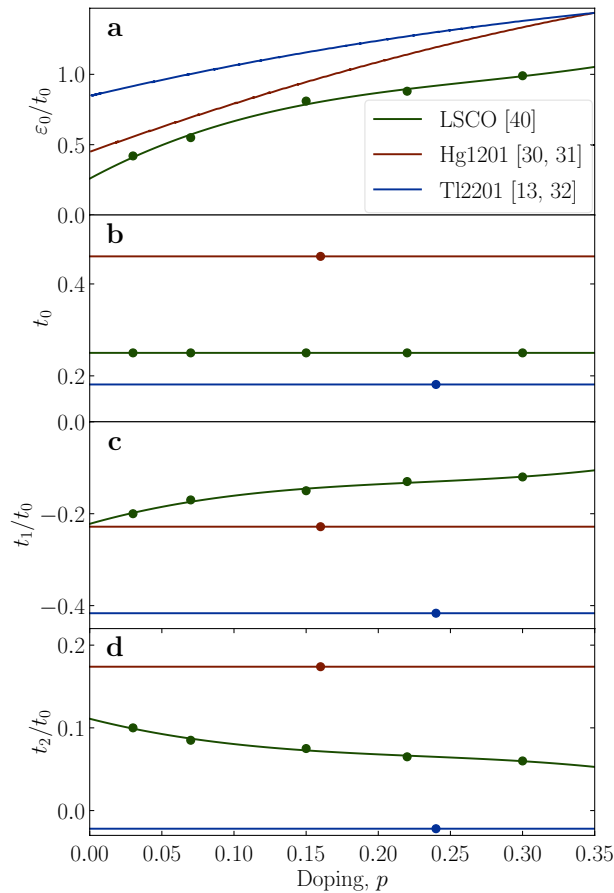 a
1.0
0.5
0.0
ε₀/t₀
LSCO [40]
Hg1201 [30, 31]
Tl2201 [13, 32]
b
0.4
0.2
0.0
t₀
c
−0.2
−0.4
t₁/t₀
d
0.2
0.1
0.0
t₂/t₀
0.00 0.05 0.10 0.15 0.20 0.25 0.30 0.35
Doping, p